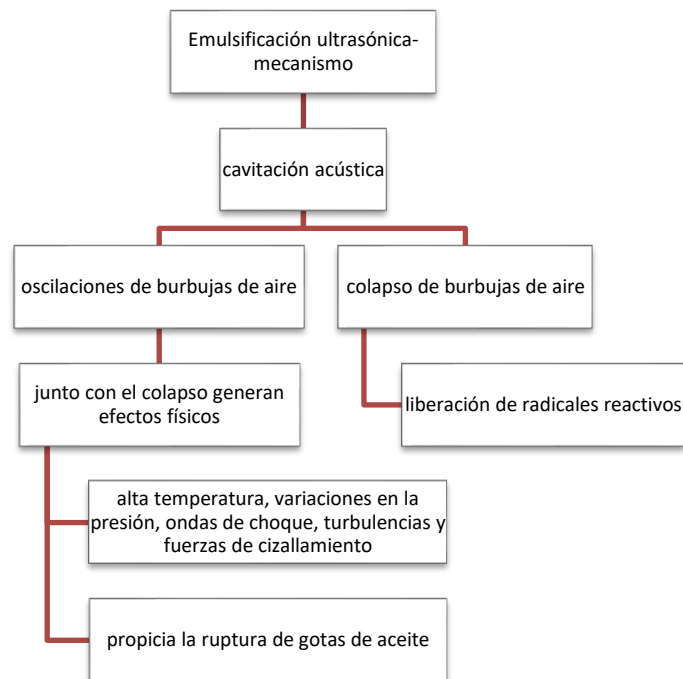 Emulsificación ultrasónica-
mecanismo
cavitación acústica
oscilaciones de burbujas de aire
colapso de burbujas de aire
junto con el colapso generan
efectos físicos
liberación de radicales reactivos
alta temperatura, variaciones en la
presión, ondas de choque, turbulencias y
fuerzas de cizallamiento
propicia la ruptura de gotas de aceite